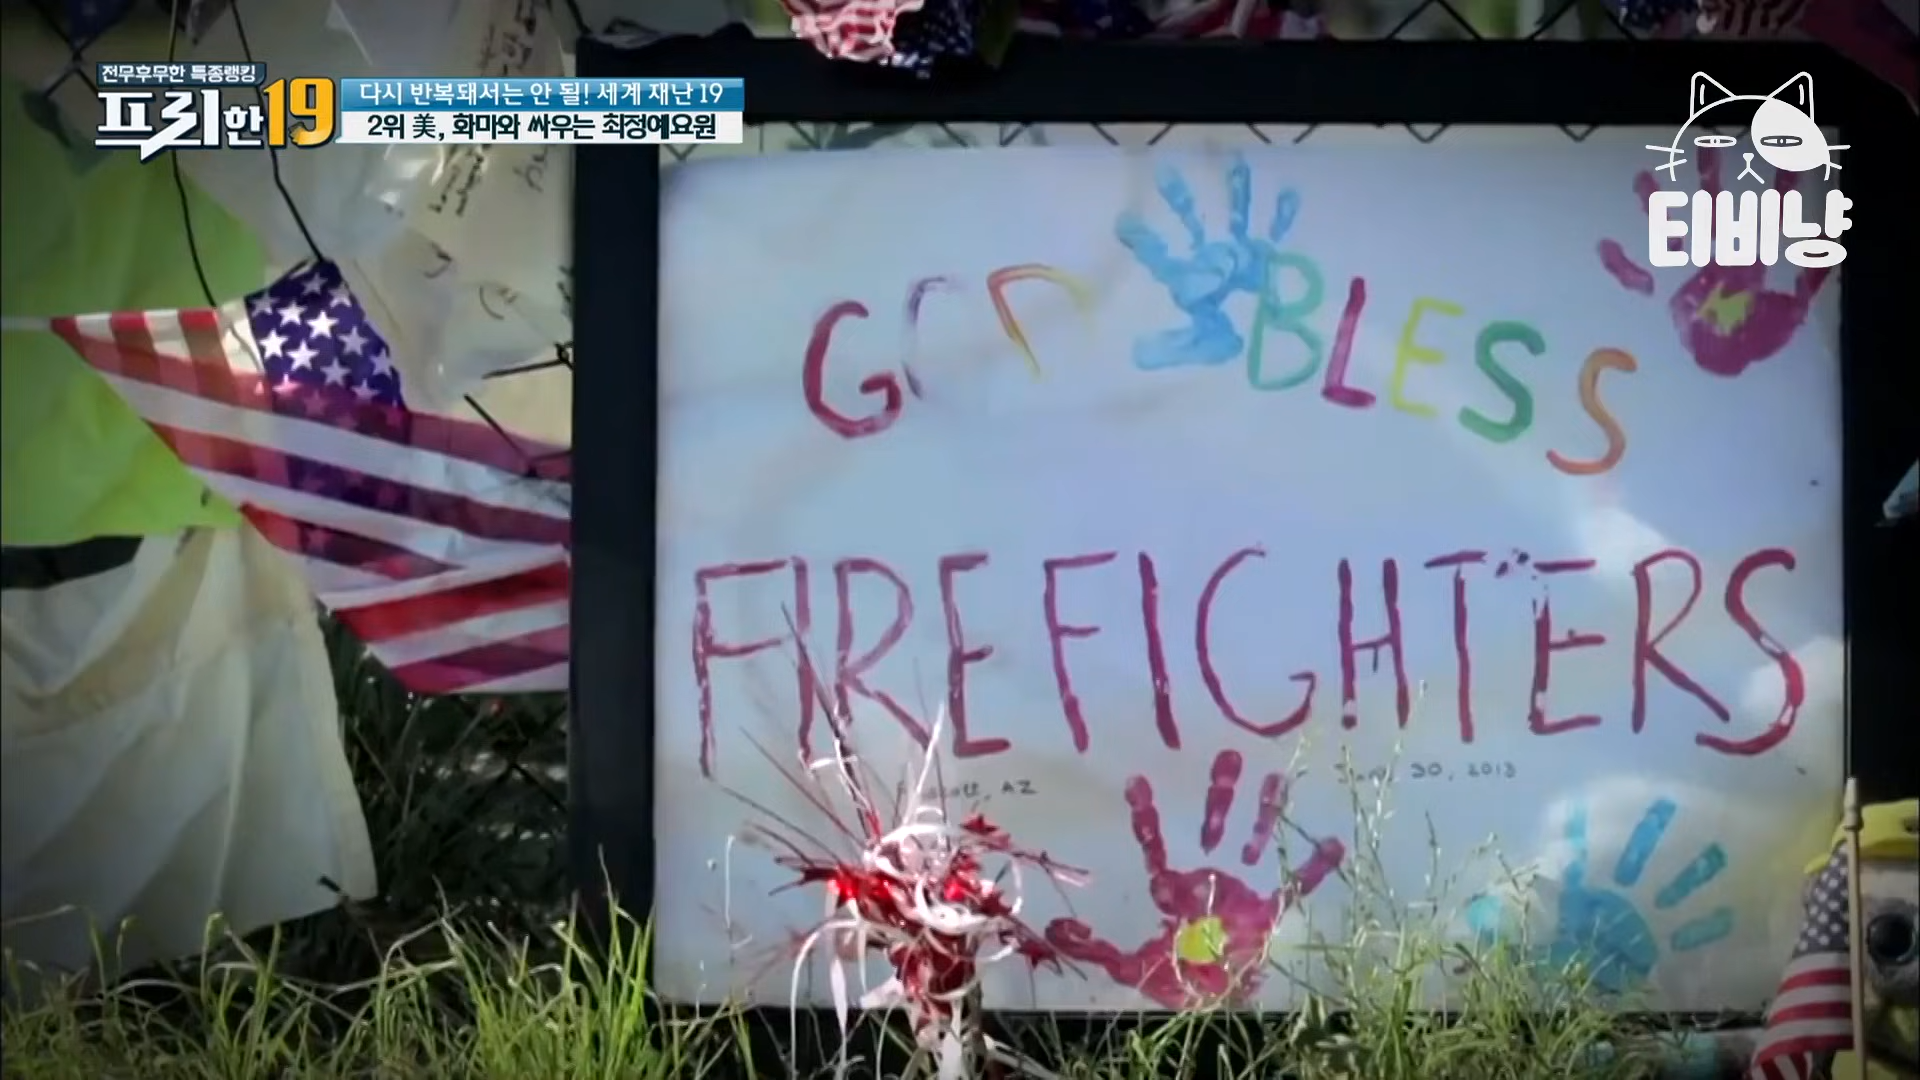 전무후무한 특종랭킹
프리한19
다시 반복돼서는 안 될! 세계 재난 19
2위 美, 화마와 싸우는 최정예요원
티비냥
GOD BLESS
FIREFIGHTERS
Prescott, AZ
June 30, 2013